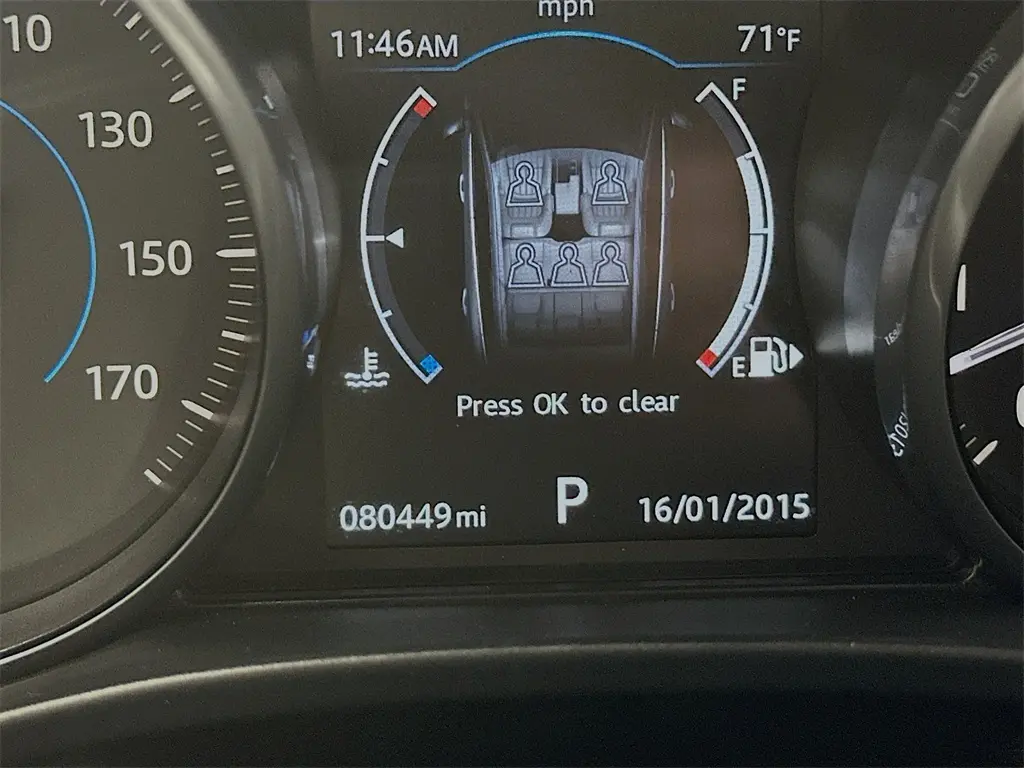 mph
11:46AM
71°F
10
130
150
170
F
E
Press OK to clear
080449mi
P
16/01/2015